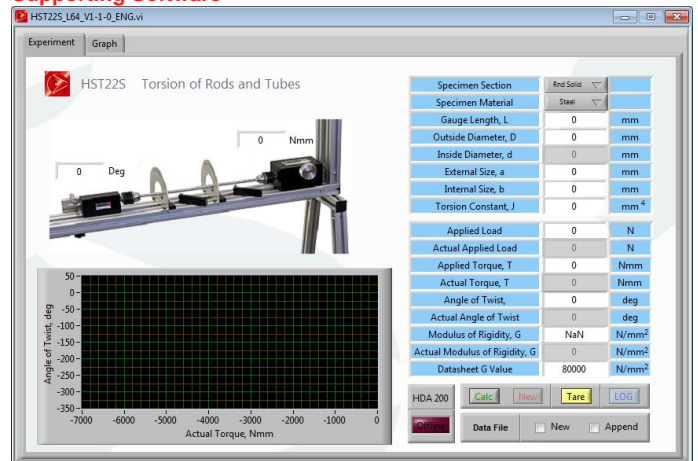 Supporting Software
HST22S_L64_V1-1-0_ENG.vi
Experiment Graph
HST22S Torsion of Rods and Tubes
0 Nmm
0 Deg
Specimen Section Rnd Solid
Specimen Material Steel
Gauge Length, L 0 mm
Outside Diameter, D 0 mm
Inside Diameter, d 0 mm
External Size, a 0 mm
Internal Size, b 0 mm
Torsion Constant, J 0 mm 4
Applied Load 0 N
Actual Applied Load 0 N
Applied Torque, T 0 Nmm
Actual Torque, T 0 Nmm
Angle of Twist, 0 deg
Actual Angle of Twist 0 deg
Modulus of Rigidity, G NaN N/mm2
Actual Modulus of Rigidity, G 0 N/mm2
Datasheet G Value 80000 N/mm2
HDA 200 Calc New Tare LOG
Offline Data File New Append
Angle of Twist, deg
50
0
-50
-100
-150
-200
-250
-300
-350
-7000 -6000 -5000 -4000 -3000 -2000 -1000 0
Actual Torque, Nmm